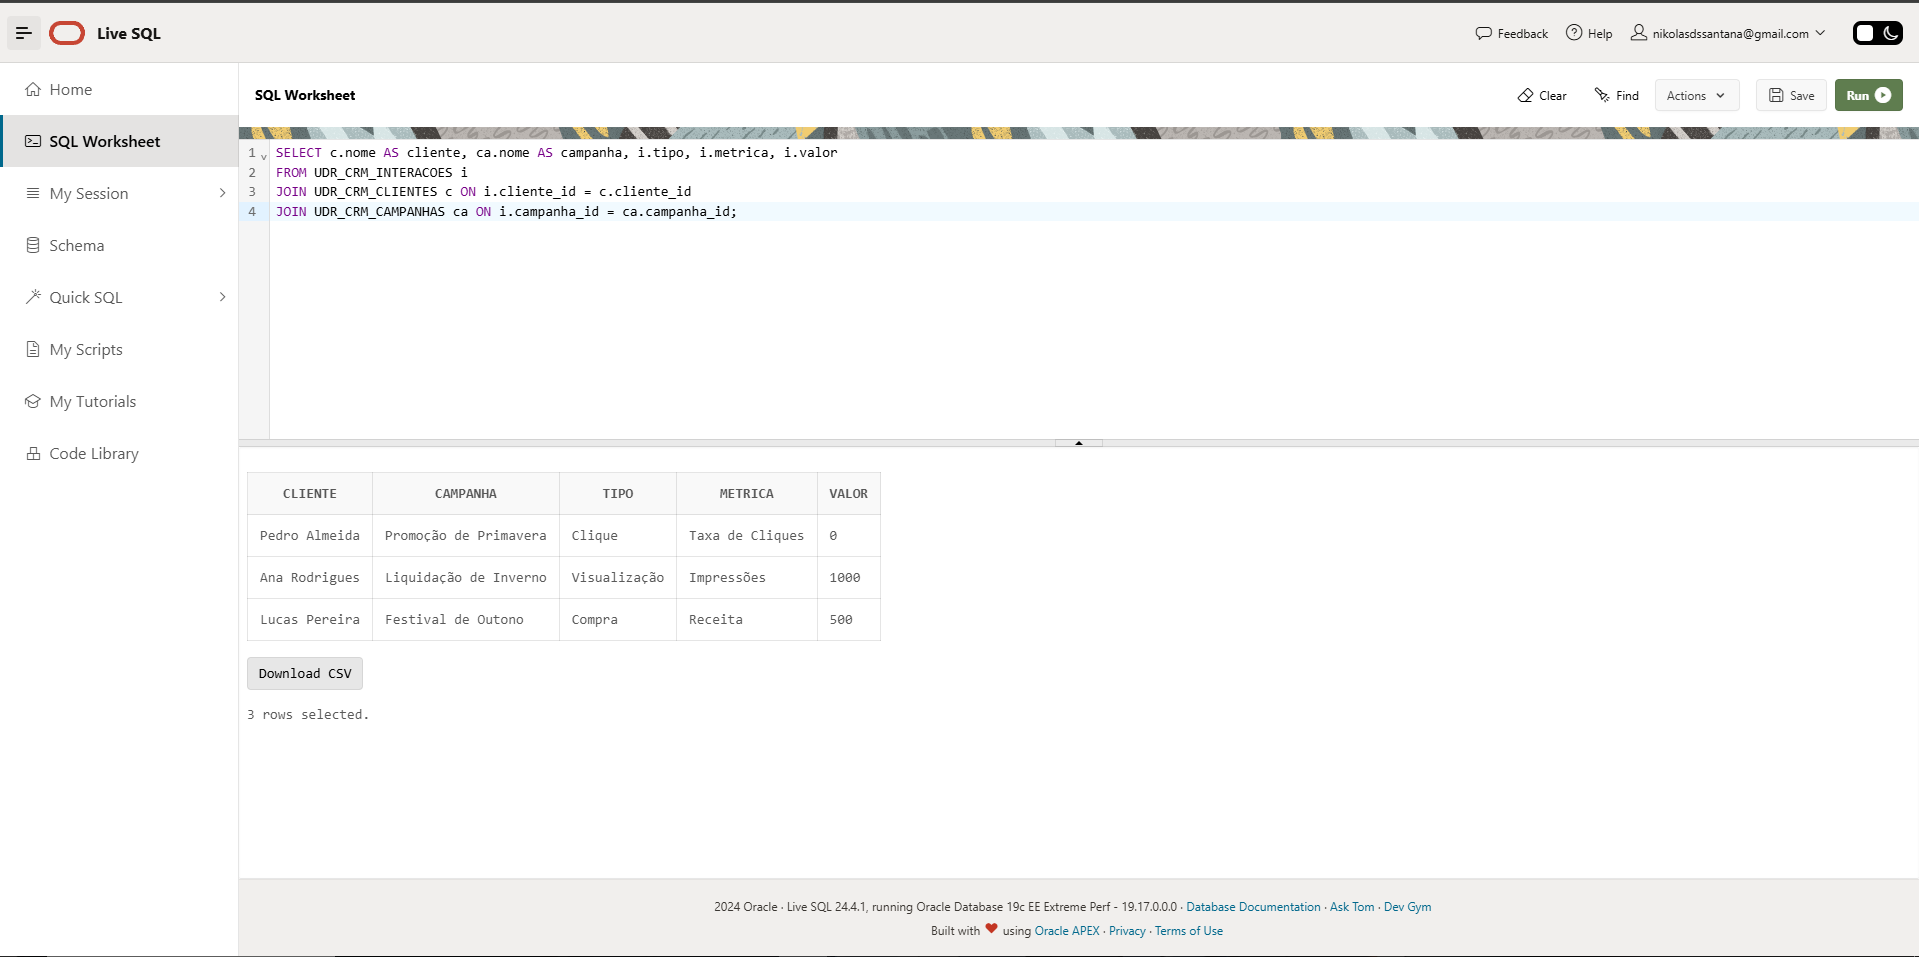 Live SQL
Feedback
Help
nikolasdssantana@gmail.com
Home
SQL Worksheet
My Session
Schema
Quick SQL
My Scripts
My Tutorials
Code Library
SQL Worksheet
Clear
Find
Actions
Save
Run
1 SELECT c.nome AS cliente, ca.nome AS campanha, i.tipo, i.metrica, i.valor
2 FROM UDR_CRM_INTERACOES i
3 JOIN UDR_CRM_CLIENTES c ON i.cliente_id = c.cliente_id
4 JOIN UDR_CRM_CAMPANHAS ca ON i.campanha_id = ca.campanha_id;
CLIENTE CAMPANHA TIPO METRICA VALOR
Pedro Almeida Promoção de Primavera Clique Taxa de Cliques 0
Ana Rodrigues Liquidação de Inverno Visualização Impressões 1000
Lucas Pereira Festival de Outono Compra Receita 500
Download CSV
3 rows selected.
2024 Oracle · Live SQL 24.4.1, running Oracle Database 19c EE Extreme Perf - 19.17.0.0.0 · Database Documentation · Ask Tom · Dev Gym
Built with ❤ using Oracle APEX · Privacy · Terms of Use